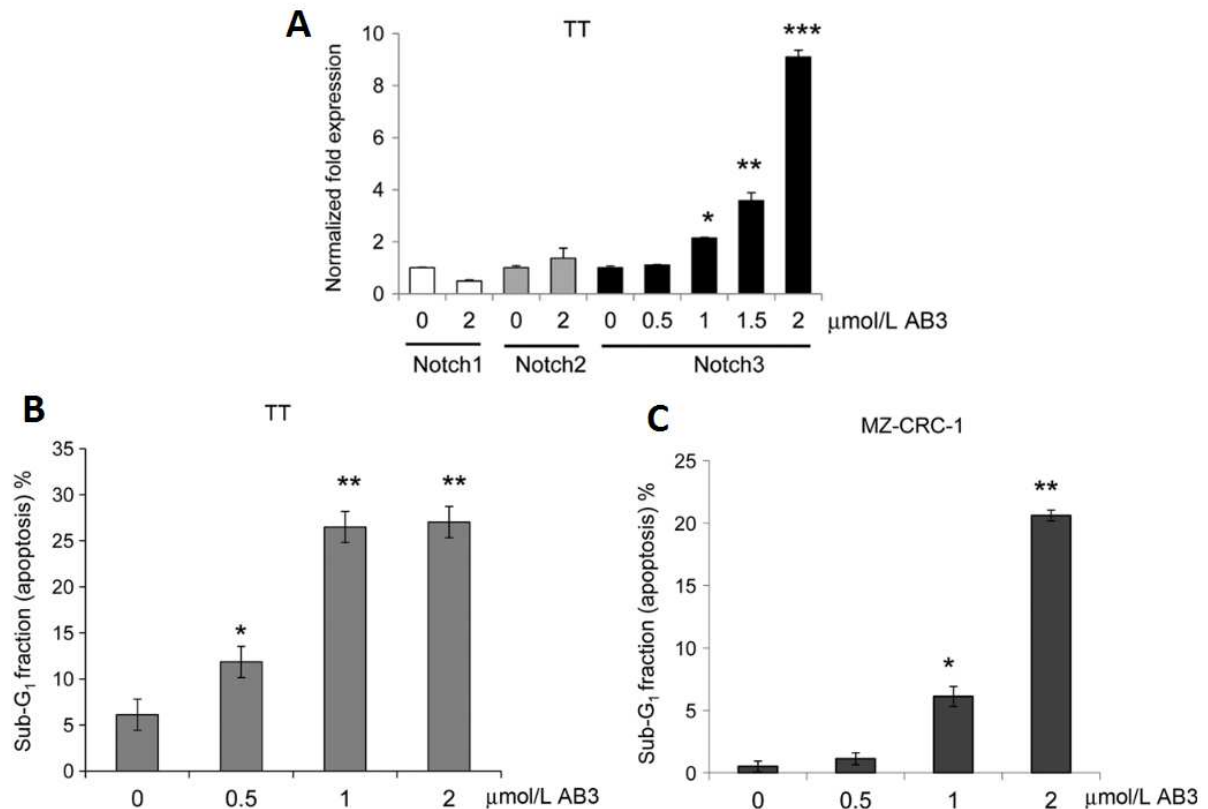 A
TT
Normalized fold expression
10
8
6
4
2
0
*
**
***
0 2 0 2 0 0.5 1 1.5 2 μmol/L AB3
Notch1 Notch2 Notch3
B
TT
Sub-G₁ fraction (apoptosis) %
35
30
25
20
15
10
5
0
*
**
**
0 0.5 1 2 μmol/L AB3
C
MZ-CRC-1
Sub-G₁ fraction (apoptosis) %
25
20
15
10
5
0
*
**
0 0.5 1 2 μmol/L AB3